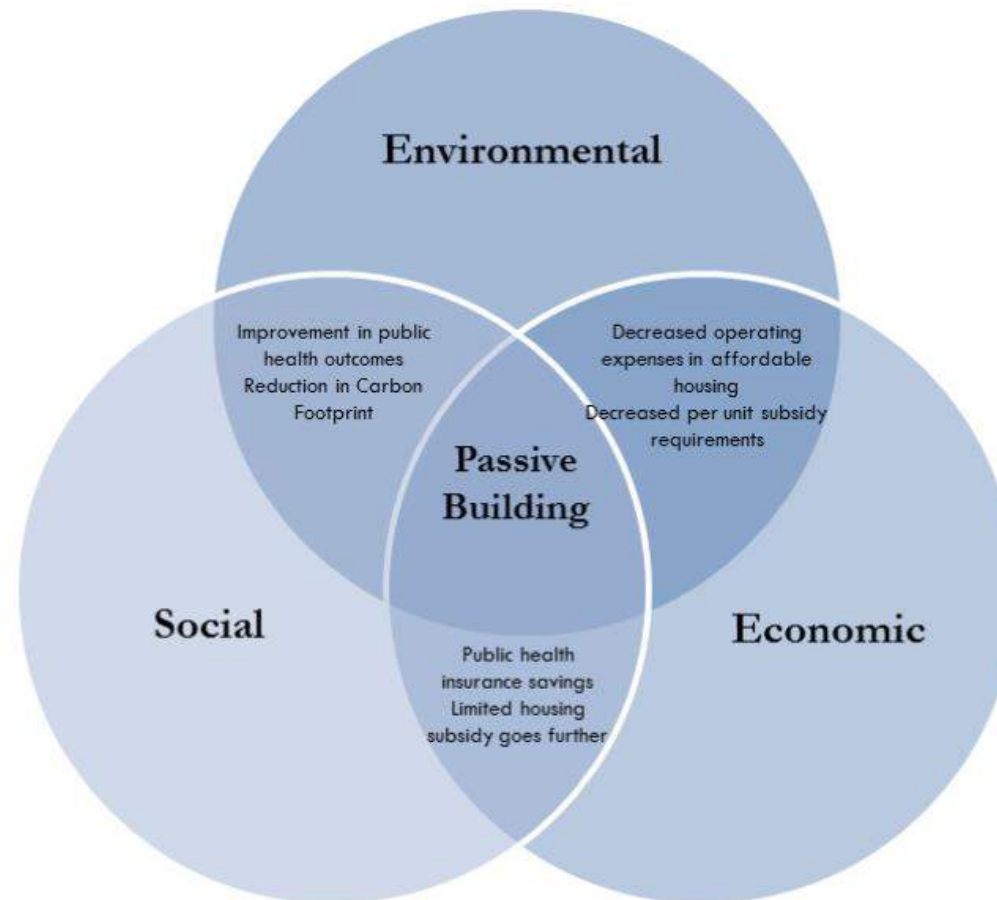 Environmental
Improvement in public
health outcomes
Reduction in Carbon
Footprint
Decreased operating
expenses in affordable
housing
Decreased per unit subsidy
requirements
Passive
Building
Social
Economic
Public health
insurance savings
Limited housing
subsidy goes further